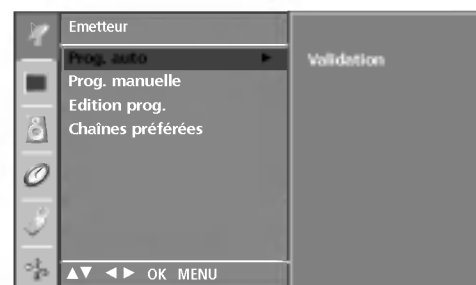 Emetteur
Prog. auto ►
Validation
Prog. manuelle
Edition prog.
Chaînes préférées
▲▼ ◄► OK MENU